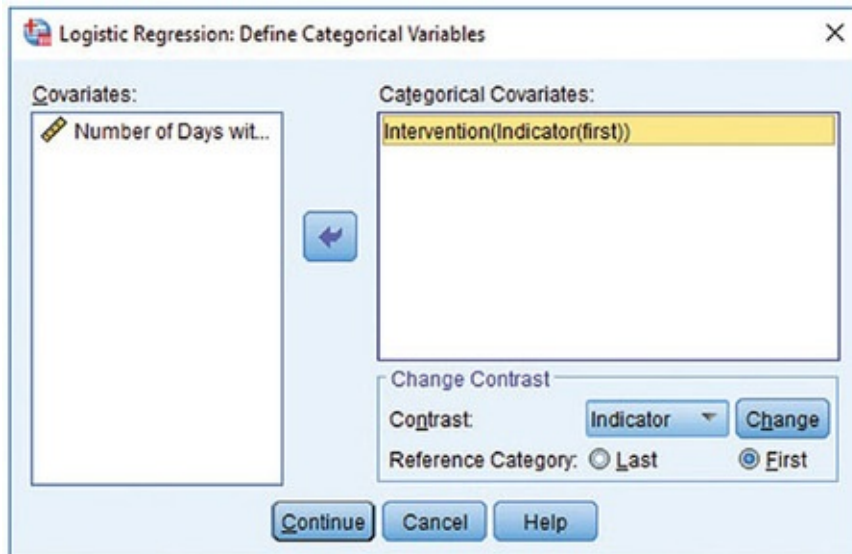 Logistic Regression: Define Categorical Variables
Covariates:
Number of Days wit...
Categorical Covariates:
Intervention(Indicator(first))
Change Contrast
Contrast: Indicator Change
Reference Category: Last First
Continue Cancel Help